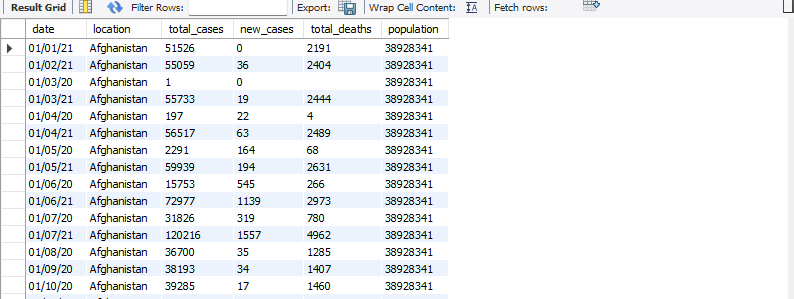 Result Grid Filter Rows: Export: Wrap Cell Content: IA Fetch rows:
date location total_cases new_cases total_deaths population
01/01/21 Afghanistan 51526 0 2191 38928341
01/02/21 Afghanistan 55059 36 2404 38928341
01/03/20 Afghanistan 1 0 38928341
01/03/21 Afghanistan 55733 19 2444 38928341
01/04/20 Afghanistan 197 22 4 38928341
01/04/21 Afghanistan 56517 63 2489 38928341
01/05/20 Afghanistan 2291 164 68 38928341
01/05/21 Afghanistan 59939 194 2631 38928341
01/06/20 Afghanistan 15753 545 266 38928341
01/06/21 Afghanistan 72977 1139 2973 38928341
01/07/20 Afghanistan 31826 319 780 38928341
01/07/21 Afghanistan 120216 1557 4962 38928341
01/08/20 Afghanistan 36700 35 1285 38928341
01/09/20 Afghanistan 38193 34 1407 38928341
01/10/20 Afghanistan 39285 17 1460 38928341